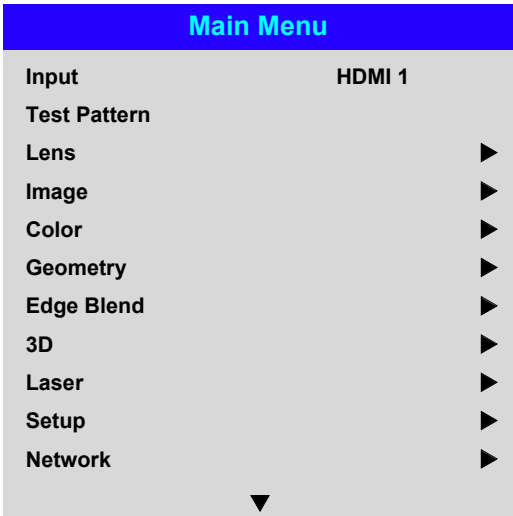 Main Menu
Input HDMI 1
Test Pattern
Lens
Image
Color
Geometry
Edge Blend
3D
Laser
Setup
Network